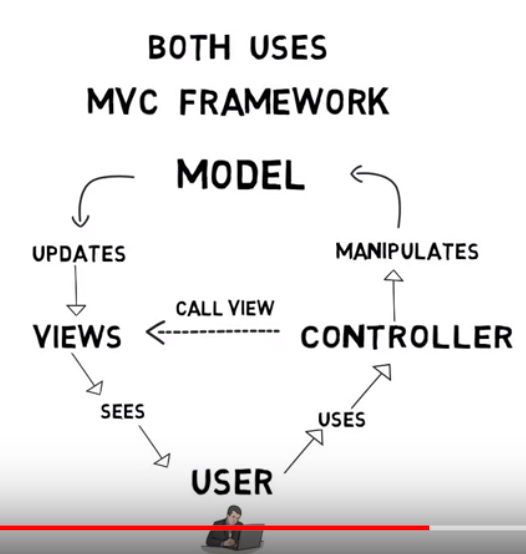 BOTH USES
MVC FRAMEWORK
MODEL
UPDATES
MANIPULATES
CALL VIEW
VIEWS
CONTROLLER
SEES
USES
USER